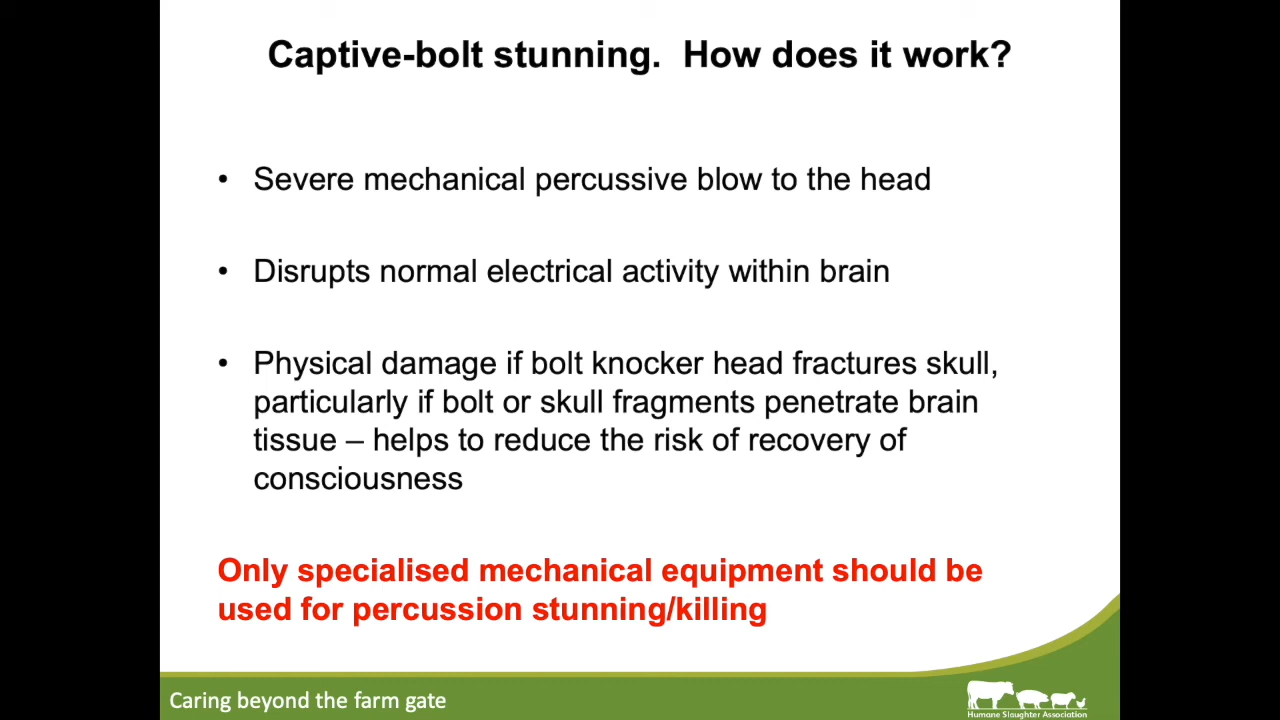 Captive-bolt stunning.  How does it work?
• Severe mechanical percussive blow to the head
• Disrupts normal electrical activity within brain
• Physical damage if bolt knocker head fractures skull,
particularly if bolt or skull fragments penetrate brain
tissue – helps to reduce the risk of recovery of
consciousness
Only specialised mechanical equipment should be
used for percussion stunning/killing
Caring beyond the farm gate
Humane Slaughter Association